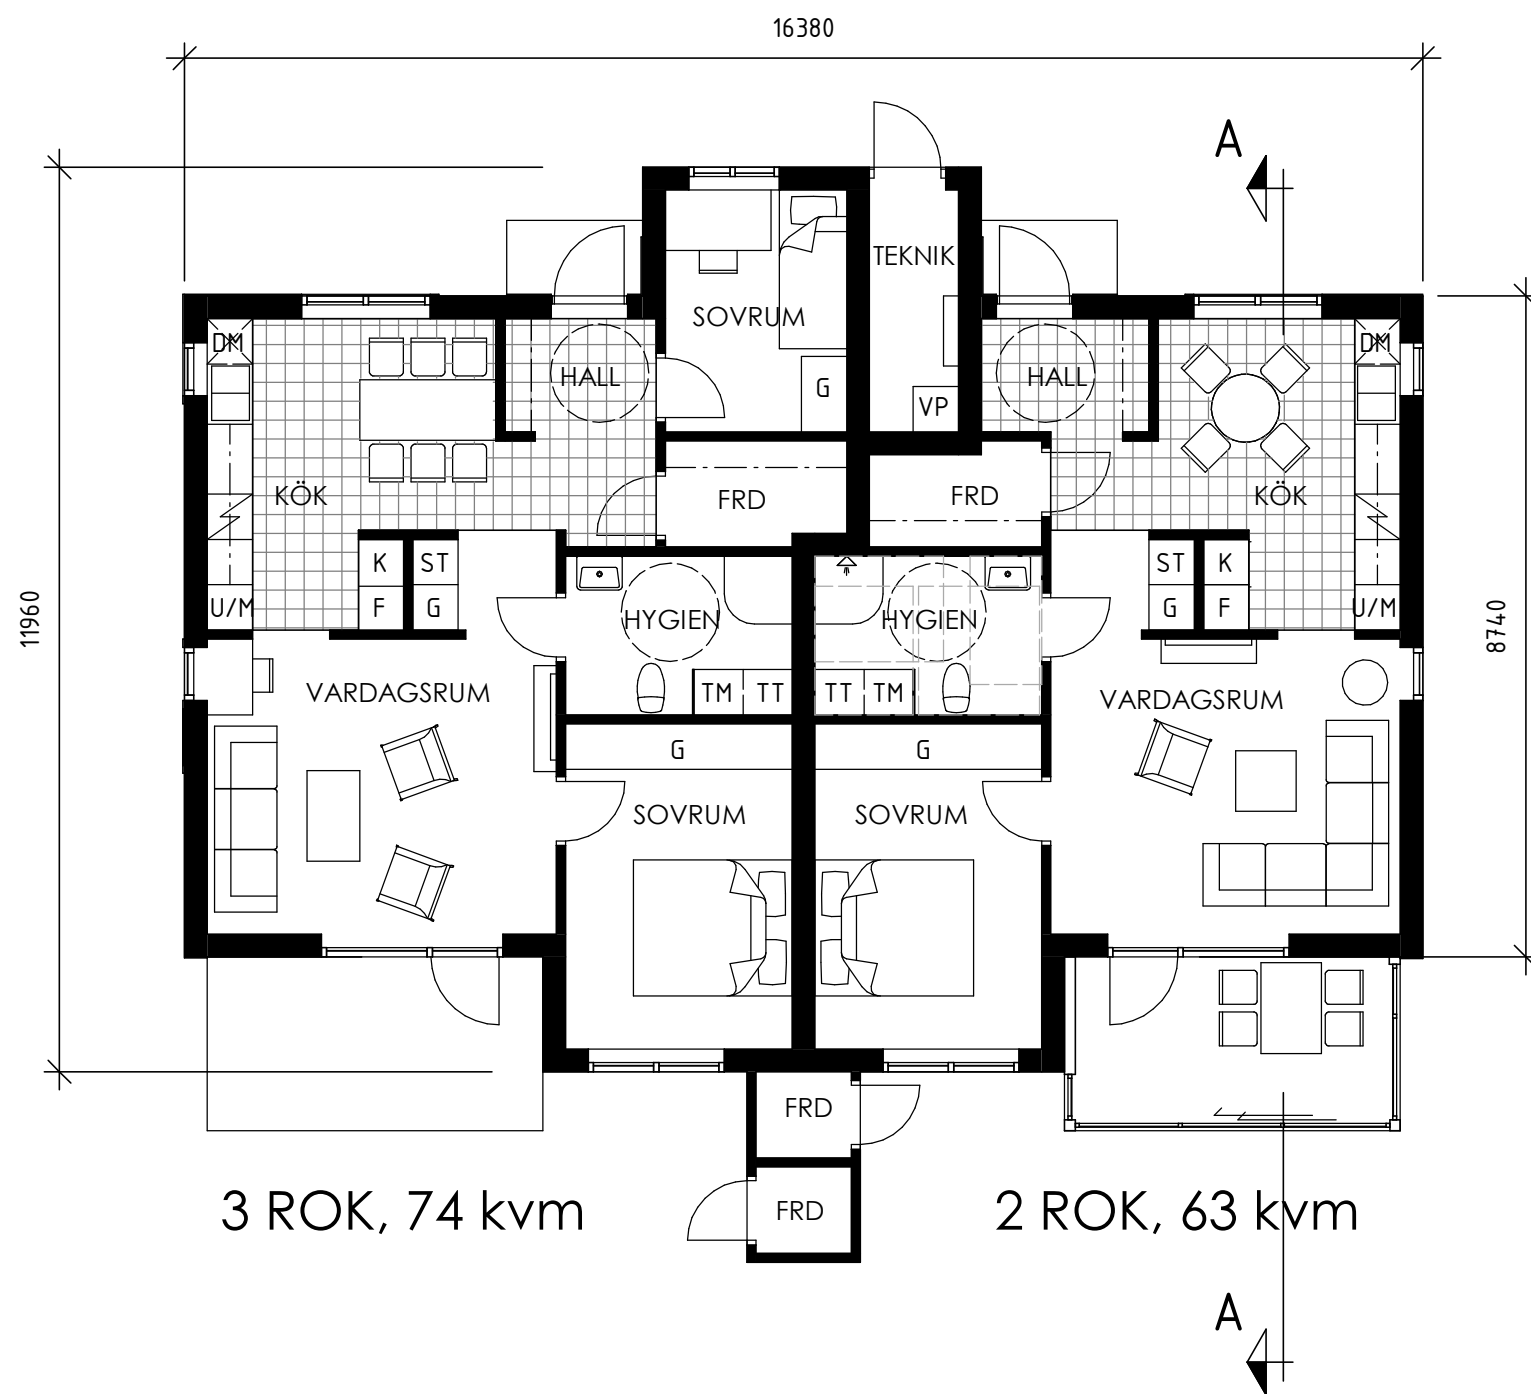 16380
A
TEKNIK
SOVRUM
DM
DM
HALL
HALL
G
VP
KÖK
FRD
FRD
KÖK
K
ST
ST
K
11960
U/M
F
G
HYGIEN
HYGIEN
G
F
U/M
8740
VARDAGSRUM
TM
TT
TT
TM
VARDAGSRUM
G
G
SOVRUM
SOVRUM
FRD
3 ROK, 74 kvm
FRD
2 ROK, 63 kvm
A